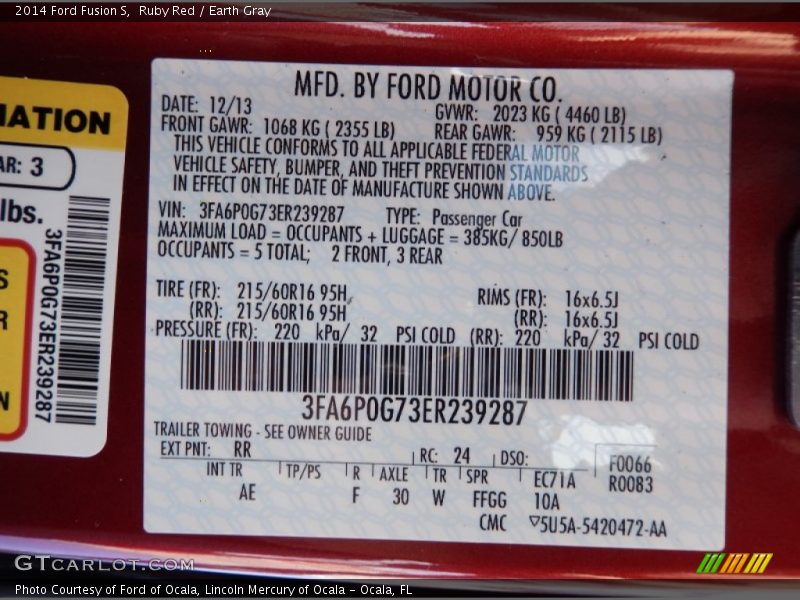 2014 Ford Fusion S, Ruby Red / Earth Gray
MATION
AR: 3
lbs.
3FA6P0G73ER239287
S
R
N
MFD. BY FORD MOTOR CO.
DATE: 12/13 GVWR: 2023 KG ( 4460 LB)
FRONT GAWR: 1068 KG ( 2355 LB) REAR GAWR: 959 KG ( 2115 LB)
THIS VEHICLE CONFORMS TO ALL APPLICABLE FEDERAL MOTOR
VEHICLE SAFETY, BUMPER, AND THEFT PREVENTION STANDARDS
IN EFFECT ON THE DATE OF MANUFACTURE SHOWN ABOVE.
VIN: 3FA6P0G73ER239287 TYPE: Passenger Car
MAXIMUM LOAD = OCCUPANTS + LUGGAGE = 385KG/ 850LB
OCCUPANTS = 5 TOTAL; 2 FRONT, 3 REAR
TIRE (FR): 215/60R16 95H RIMS (FR): 16x6.5J
(RR): 215/60R16 95H (RR): 16x6.5J
PRESSURE (FR): 220 kPa/ 32 PSI COLD (RR): 220 kPa/ 32 PSI COLD
3FA6P0G73ER239287
TRAILER TOWING - SEE OWNER GUIDE
EXT PNT: RR RC: 24 DSO: F0066
INT TR TP/PS R AXLE TR SPR EC71A R0083
AE F 30 W FFGG 10A
CMC ▽5U5A-5420472-AA
GTCARLOT.COM
Photo Courtesy of Ford of Ocala, Lincoln Mercury of Ocala - Ocala, FL